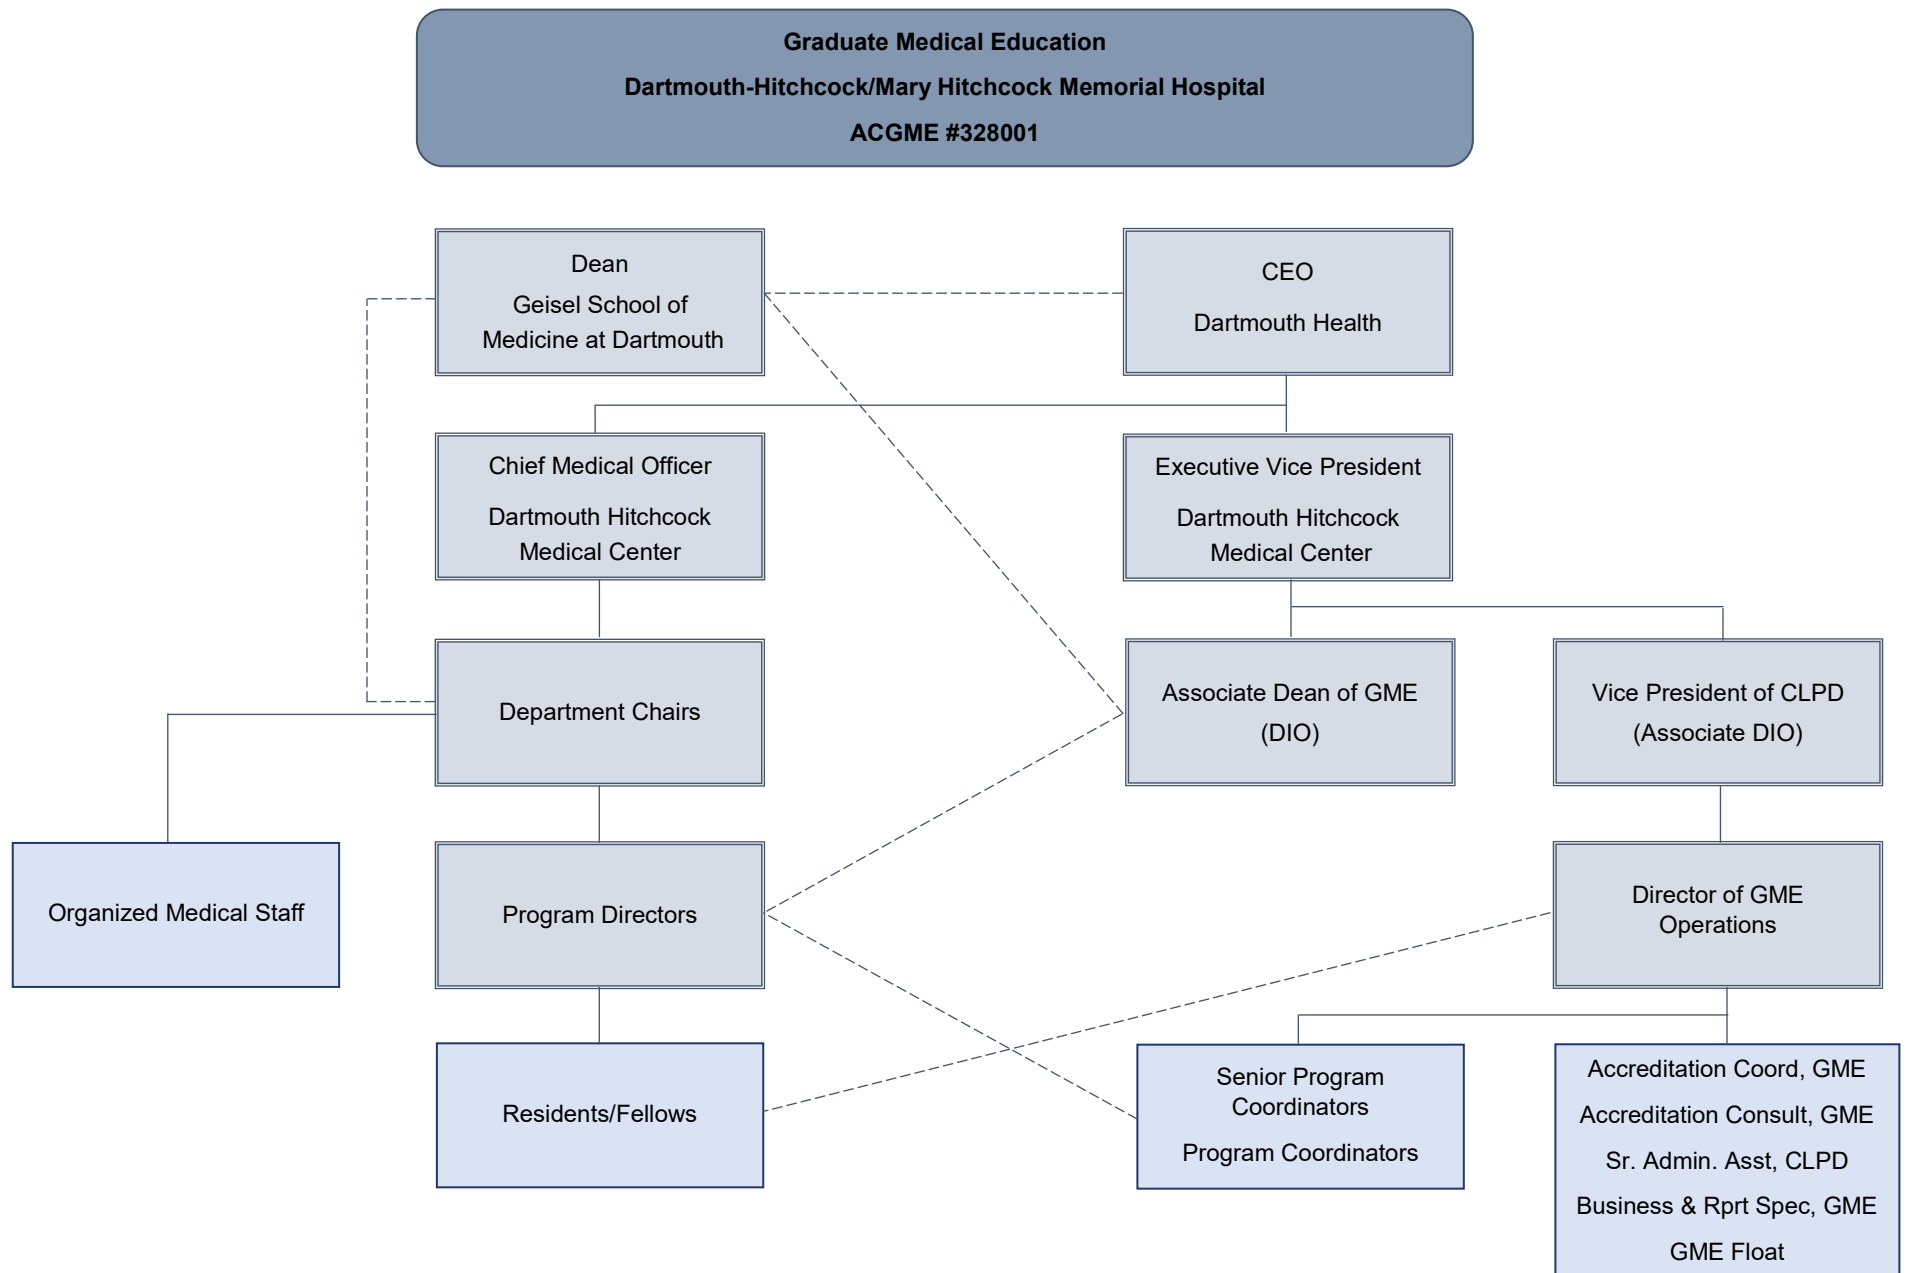 Graduate Medical Education
Dartmouth-Hitchcock/Mary Hitchcock Memorial Hospital
ACGME #328001
Dean
Geisel School of
Medicine at Dartmouth
CEO
Dartmouth Health
Chief Medical Officer
Dartmouth Hitchcock
Medical Center
Executive Vice President
Dartmouth Hitchcock
Medical Center
Department Chairs
Associate Dean of GME
(DIO)
Vice President of CLPD
(Associate DIO)
Organized Medical Staff
Program Directors
Director of GME
Operations
Residents/Fellows
Senior Program
Coordinators
Program Coordinators
Accreditation Coord, GME
Accreditation Consult, GME
Sr. Admin. Asst, CLPD
Business & Rprt Spec, GME
GME Float